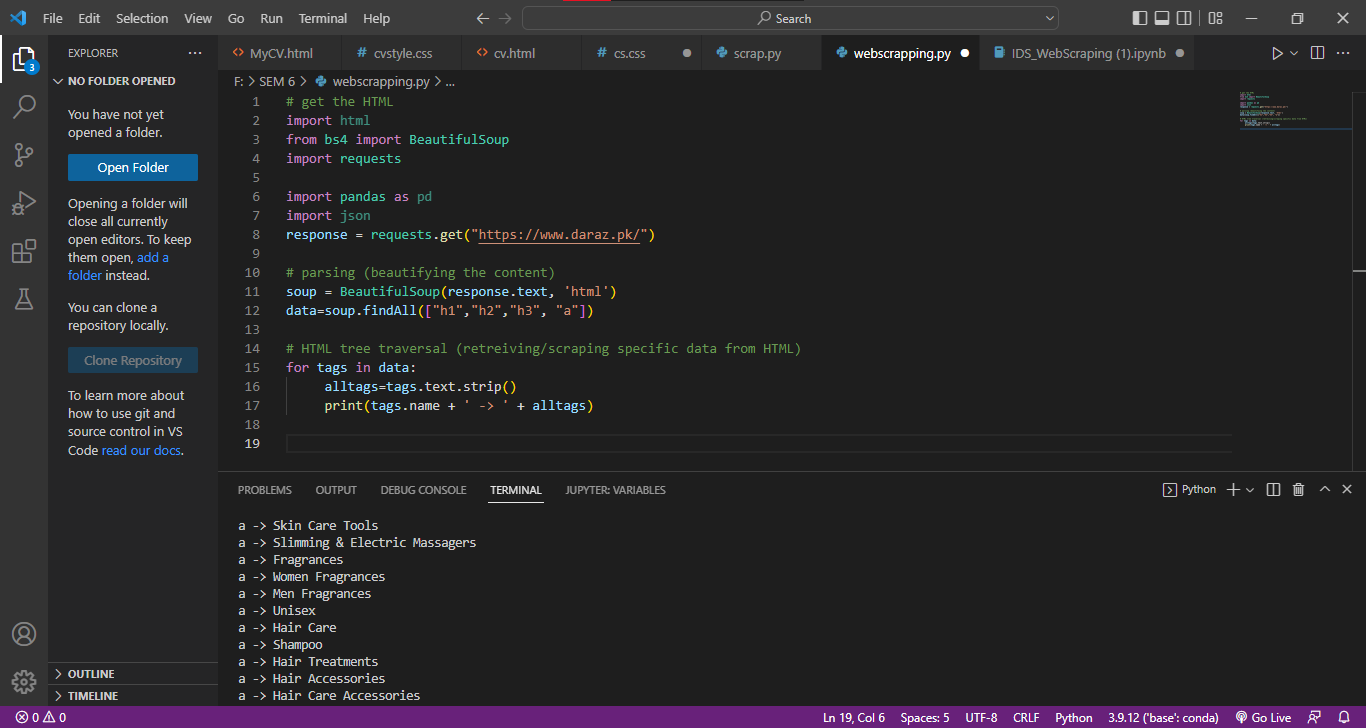 File Edit Selection View Go Run Terminal Help
Search
EXPLORER
MyCV.html
cvstyle.css
cv.html
cs.css
scrap.py
webscrapping.py
IDS_WebScraping (1).ipynb
NO FOLDER OPENED
You have not yet
opened a folder.
Open Folder
Opening a folder will
close all currently
open editors. To keep
them open, add a
folder instead.
You can clone a
repository locally.
Clone Repository
To learn more about
how to use git and
source control in VS
Code read our docs.
OUTLINE
TIMELINE
3
F: > SEM 6 > webscrapping.py > ...
1 # get the HTML
2 import html
3 from bs4 import BeautifulSoup
4 import requests
5
6 import pandas as pd
7 import json
8 response = requests.get("https://www.daraz.pk/")
9
10 # parsing (beautifying the content)
11 soup = BeautifulSoup(response.text, 'html')
12 data=soup.findAll(["h1","h2","h3", "a"])
13
14 # HTML tree traversal (retreiving/scraping specific data from HTML)
15 for tags in data:
16 alltags=tags.text.strip()
17 print(tags.name + ' -> ' + alltags)
18
19
PROBLEMS OUTPUT DEBUG CONSOLE TERMINAL JUPYTER: VARIABLES
Python
a -> Skin Care Tools
a -> Slimming & Electric Massagers
a -> Fragrances
a -> Women Fragrances
a -> Men Fragrances
a -> Unisex
a -> Hair Care
a -> Shampoo
a -> Hair Treatments
a -> Hair Accessories
a -> Hair Care Accessories
0 0
Ln 19, Col 6 Spaces: 5 UTF-8 CRLF Python 3.9.12 ('base': conda) Go Live